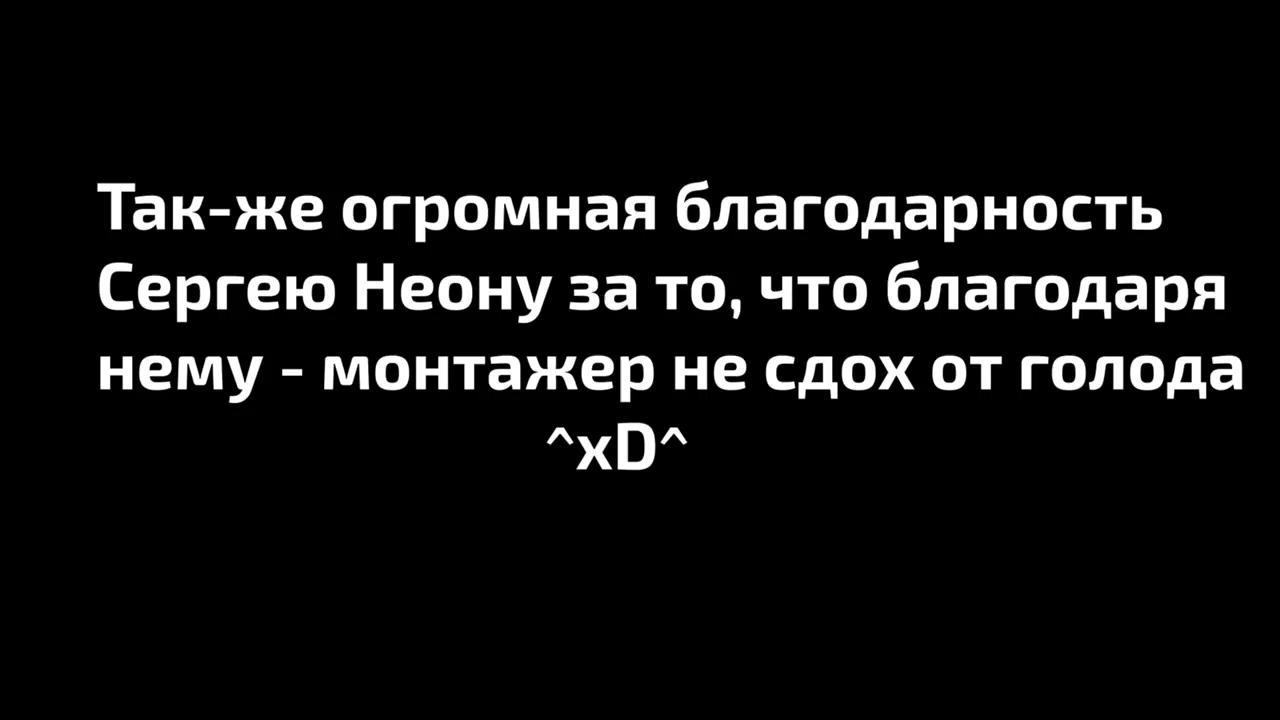 Так-же огромная благодарность
Сергею Неону за то, что благодаря
нему - монтажер не сдох от голода
^xD^